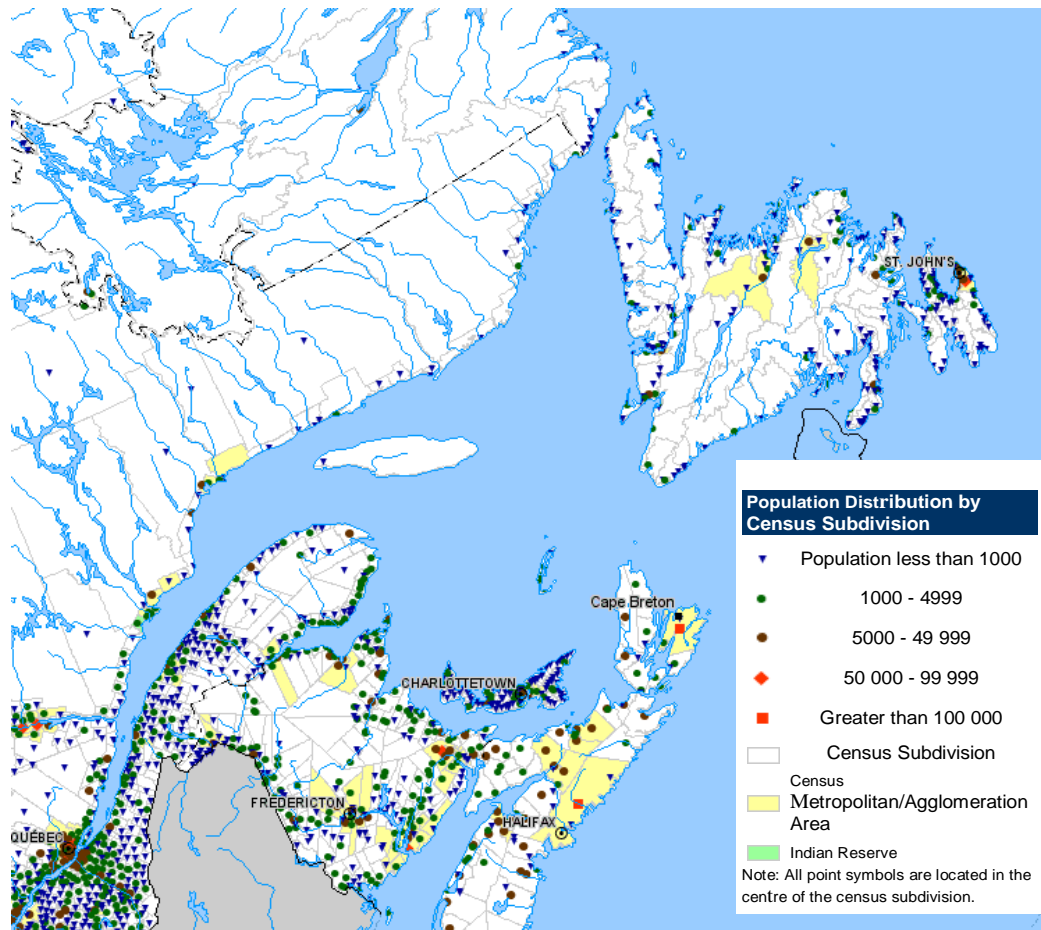 ST. JOHN'S
Cape Breton
CHARLOTTETOWN
FREDERICTON
HALIFAX
QUÉBEC
Population Distribution by
Census Subdivision
Population less than 1000
1000 - 4999
5000 - 49 999
50 000 - 99 999
Greater than 100 000
Census Subdivision
Census
Metropolitan/Agglomeration
Area
Indian Reserve
Note: All point symbols are located in the
centre of the census subdivision.